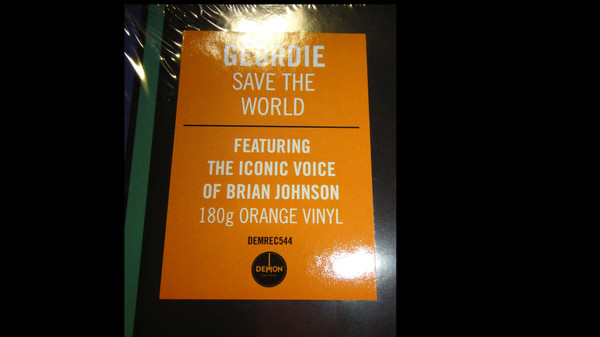 GEORDIE
SAVE THE
WORLD
FEATURING
THE ICONIC VOICE
OF BRIAN JOHNSON
180g ORANGE VINYL
DEMREC544
DEMON